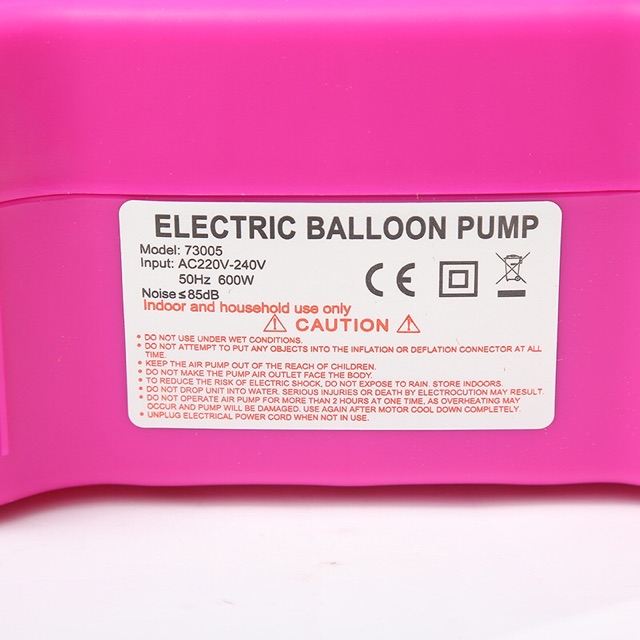 ELECTRIC BALLOON PUMP
Model: 73005
Input: AC220V-240V
50Hz 600W
Noise≤85dB
CE
Indoor and household use only
CAUTION
• DO NOT USE UNDER WET CONDITIONS.
• DO NOT ATTEMPT TO PUT ANY OBJECTS INTO THE INFLATION OR DEFLATION CONNECTOR AT ALL
TIME.
• KEEP THE AIR PUMP OUT OF THE REACH OF CHILDREN.
• DO NOT MAKE THE PUMP AIR OUTLET FACE THE BODY.
• TO REDUCE THE RISK OF ELECTRIC SHOCK, DO NOT EXPOSE TO RAIN. STORE INDOORS.
• DO NOT DROP UNIT INTO WATER. SERIOUS INJURIES OR DEATH BY ELECTROCUTION MAY RESULT.
• DO NOT OPERATE AIR PUMP FOR MORE THAN 2 HOURS AT ONE TIME, AS OVERHEATING MAY
OCCUR AND PUMP WILL BE DAMAGED. USE AGAIN AFTER MOTOR COOL DOWN COMPLETELY.
• UNPLUG ELECTRICAL POWER CORD WHEN NOT IN USE.